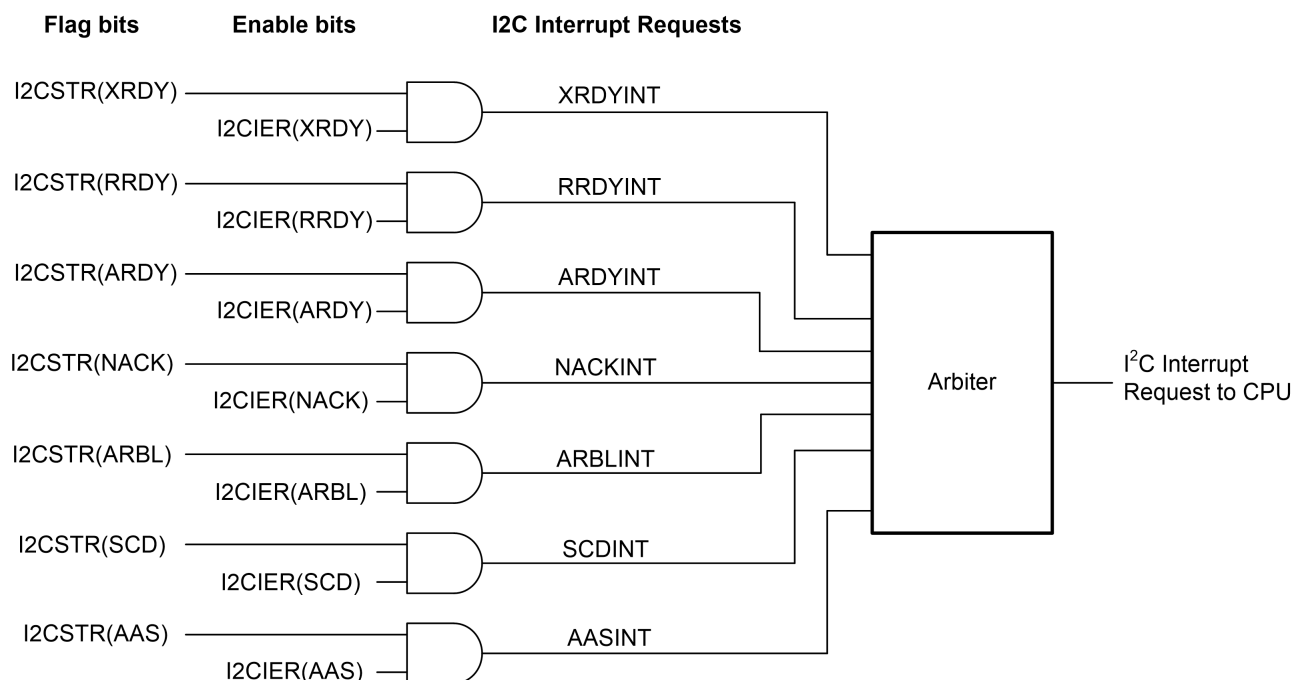 Flag bits Enable bits I2C Interrupt Requests
I2CSTR(XRDY)
I2CIER(XRDY)
XRDYINT
I2CSTR(RRDY)
I2CIER(RRDY)
RRDYINT
I2CSTR(ARDY)
I2CIER(ARDY)
ARDYINT
I2CSTR(NACK)
I2CIER(NACK)
NACKINT
I2CSTR(ARBL)
I2CIER(ARBL)
ARBLINT
I2CSTR(SCD)
I2CIER(SCD)
SCDINT
I2CSTR(AAS)
I2CIER(AAS)
AASINT
Arbiter
I²C Interrupt
Request to CPU